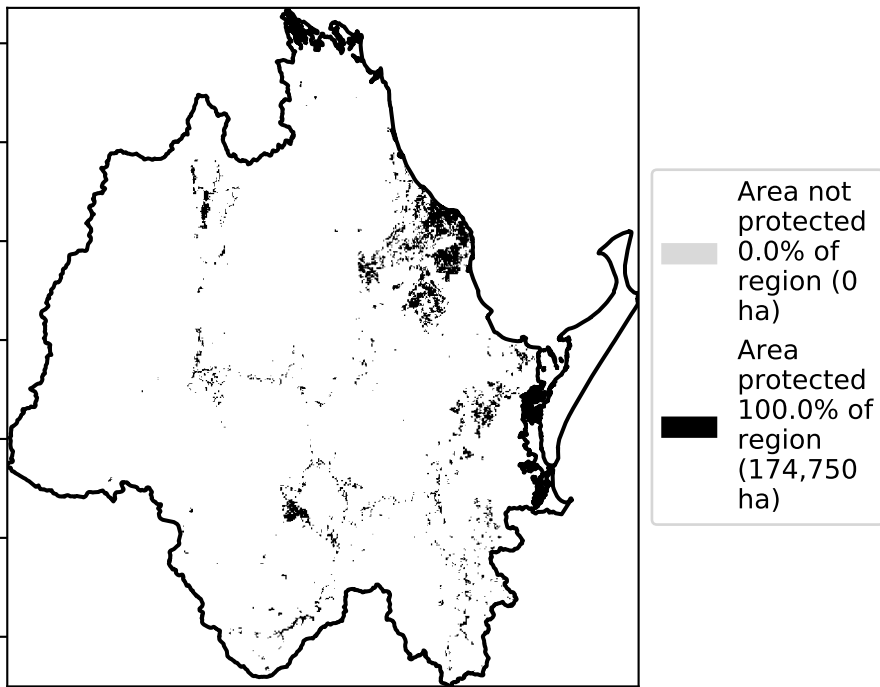 Area not
protected
0.0% of
region (0
ha)
Area
protected
100.0% of
region
(174,750
ha)